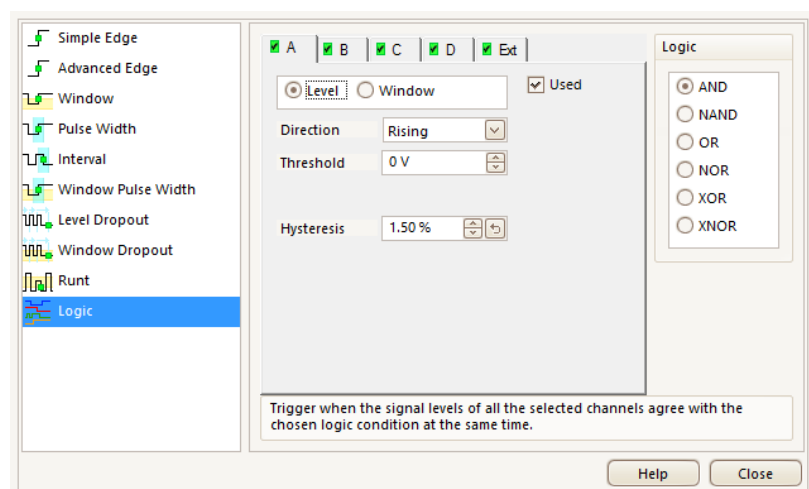 Simple Edge
Advanced Edge
Window
Pulse Width
Interval
Window Pulse Width
Level Dropout
Window Dropout
Runt
Logic
A B C D Ext
Level Window Used
Direction Rising
Threshold 0 V
Hysteresis 1.50 %
Logic
AND
NAND
OR
NOR
XOR
XNOR
Trigger when the signal levels of all the selected channels agree with the
chosen logic condition at the same time.
Help Close